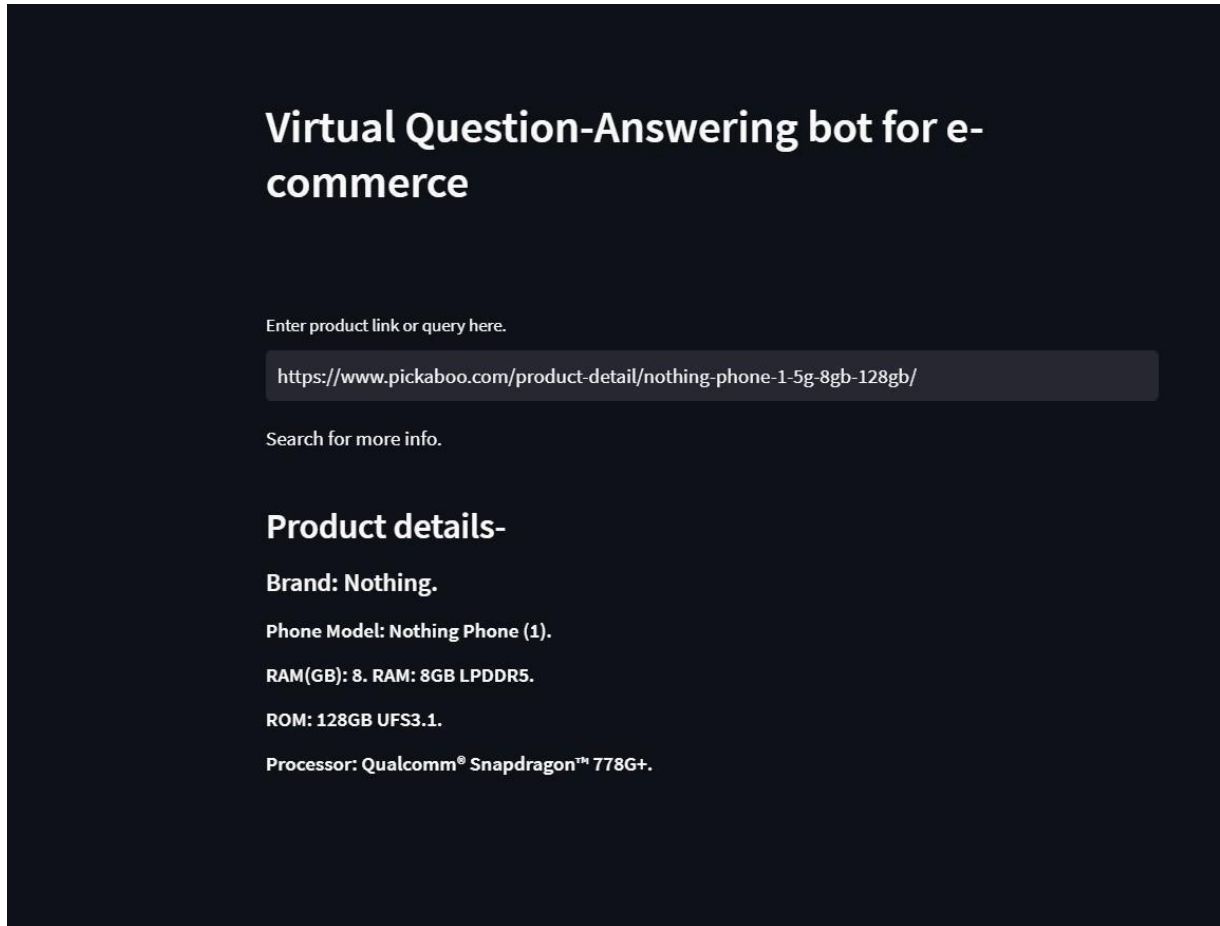 Virtual Question-Answering bot for e-
commerce
Enter product link or query here.
https://www.pickaboo.com/product-detail/nothing-phone-1-5g-8gb-128gb/
Search for more info.
Product details-
Brand: Nothing.
Phone Model: Nothing Phone (1).
RAM(GB): 8. RAM: 8GB LPDDR5.
ROM: 128GB UFS3.1.
Processor: Qualcomm® Snapdragon™ 778G+.